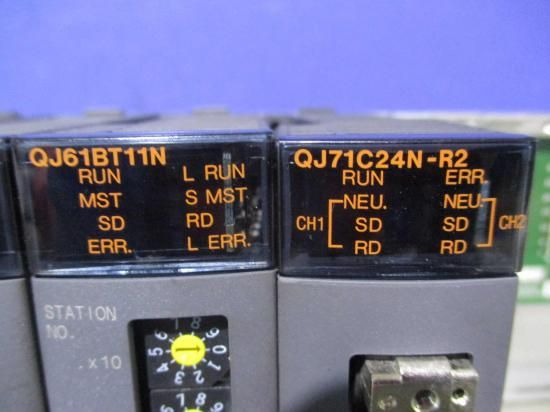 QJ61BT11N
RUN L RUN
MST S MST
SD RD
ERR. L ERR.
STATION
NO.
×10
QJ71C24N-R2
RUN ERR.
NEU. NEU.
CH1 SD SD CH2
RD RD